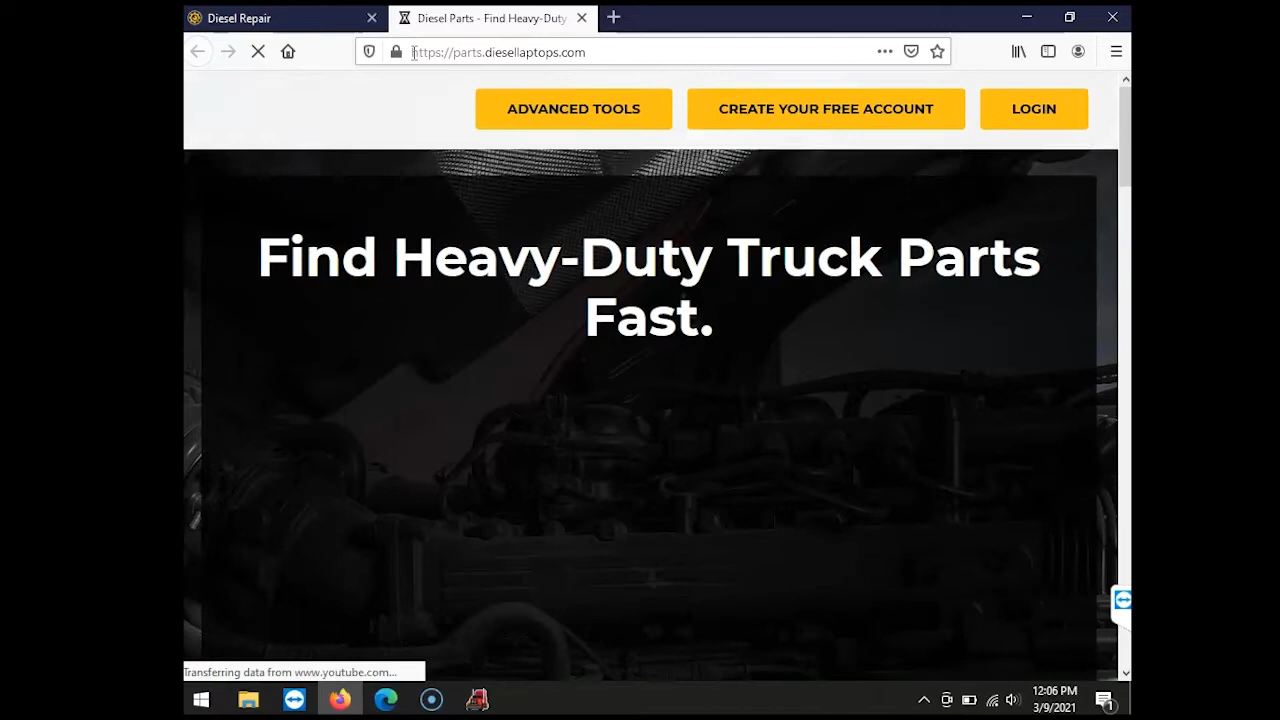 Diesel Repair
Diesel Parts - Find Heavy-Duty
https://parts.diesellaptops.com
ADVANCED TOOLS
CREATE YOUR FREE ACCOUNT
LOGIN
Find Heavy-Duty Truck Parts
Fast.
Transferring data from www.youtube.com...
12:06 PM
3/9/2021
1